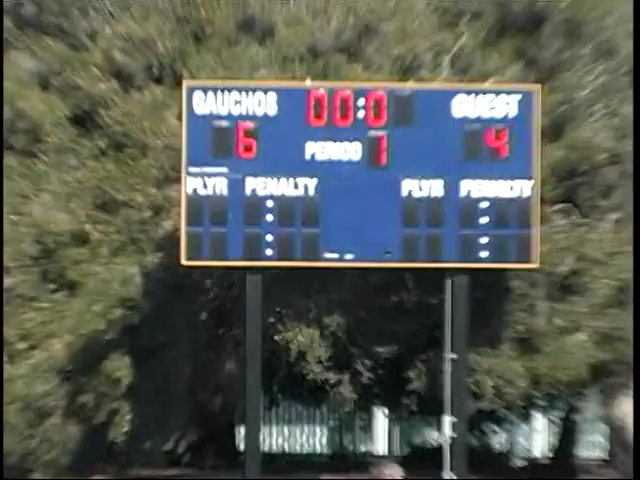 GAUCHOS 00:0 GUEST
6 PERIOD 1 4
PLYR PENALTY PLYR PENALTY